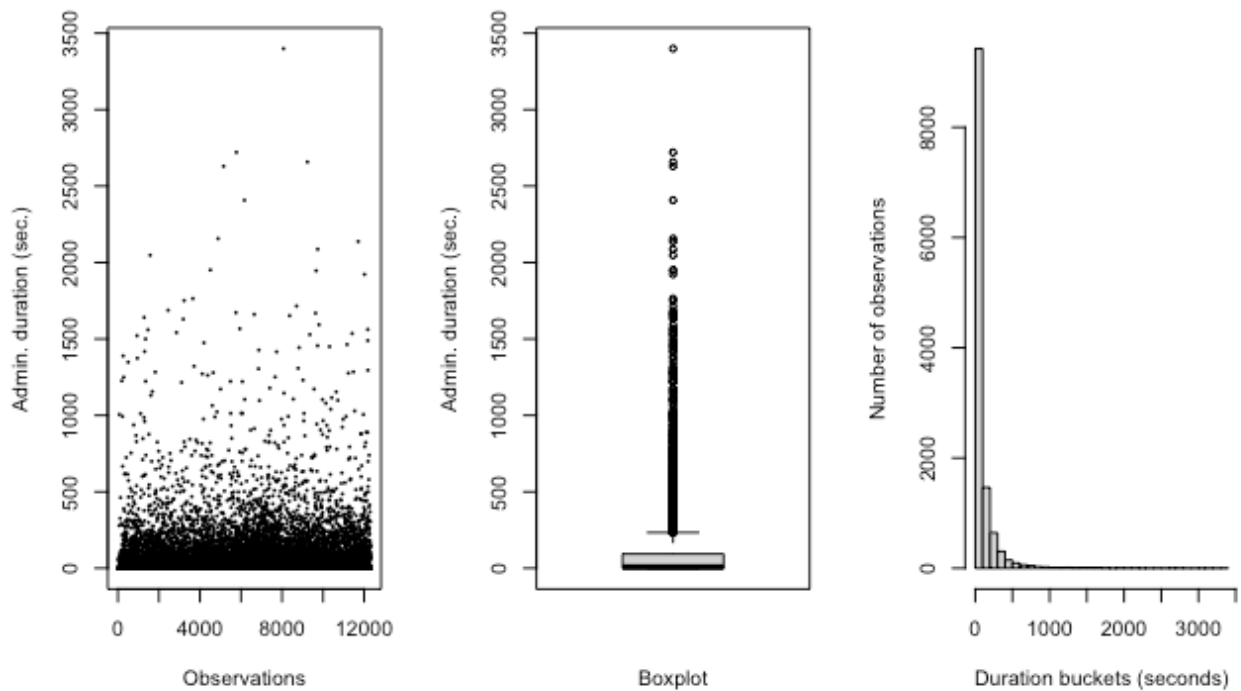 3500
3000
2500
2000
1500
1000
500
0
Admin. duration (sec.)
0 4000 8000 12000
Observations
3500
3000
2500
2000
1500
1000
500
0
Admin. duration (sec.)
Boxplot
8000
6000
4000
2000
0
Number of observations
0 1000 2000 3000
Duration buckets (seconds)